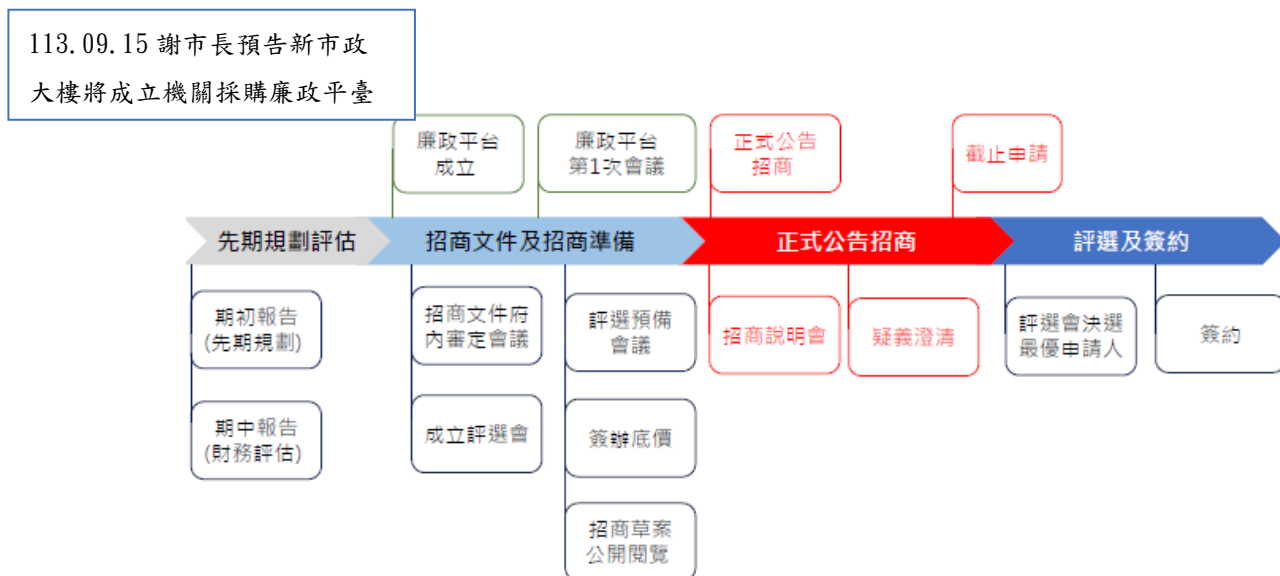 113.09.15 謝市長預告新市政
大樓將成立機關採購廉政平臺
廉政平台
成立
廉政平台
第1次會議
正式公告
招商
截止申請
先期規劃評估
招商文件及招商準備
正式公告招商
評選及簽約
期初報告
(先期規劃)
招商文件府
內審定會議
評選預備
會議
招商說明會
疑義澄清
評選會決選
最優申請人
簽約
期中報告
(財務評估)
成立評選會
簽辦底價
招商草案
公開閱覽